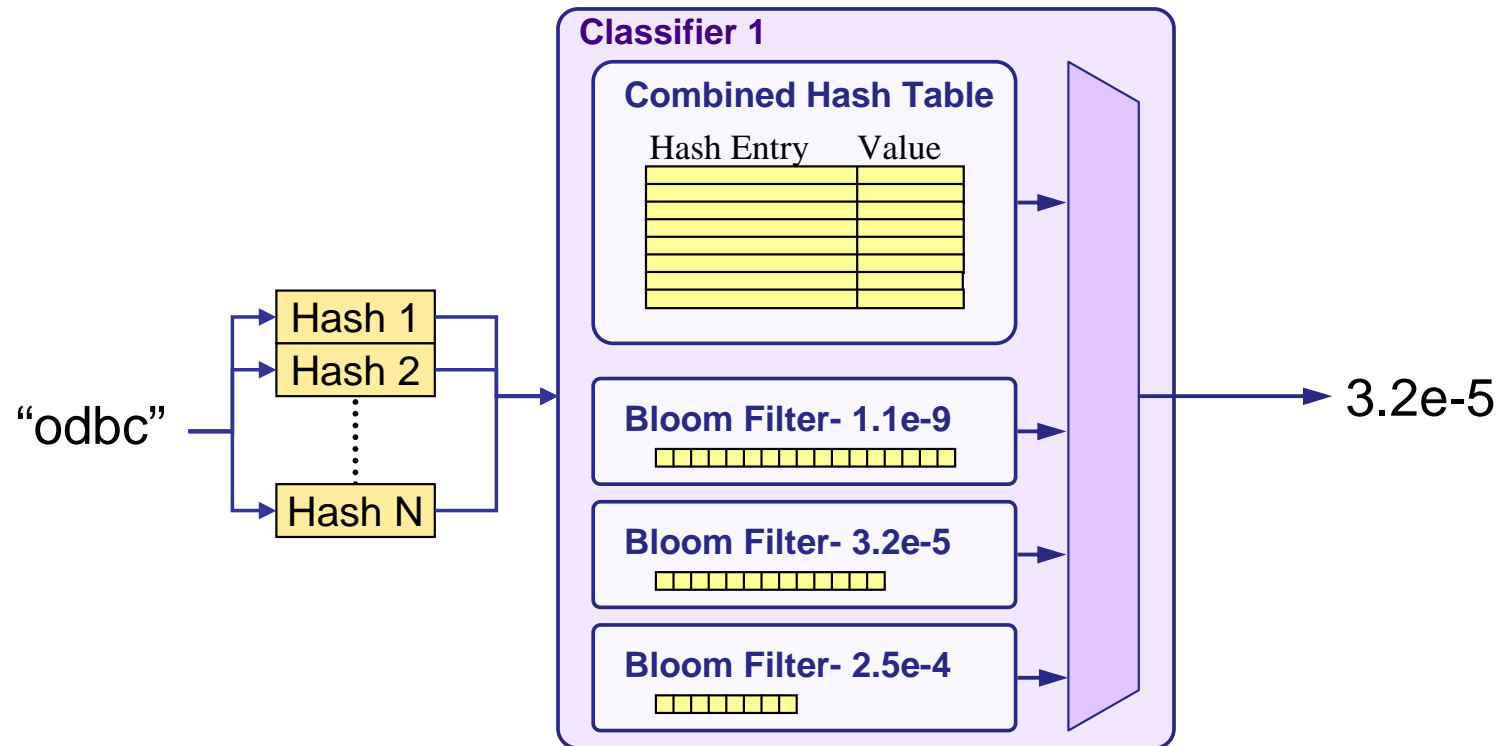 Classifier 1
Combined Hash Table
Hash Entry Value
Hash 1
Hash 2
Hash N
“odbc”
Bloom Filter- 1.1e-9
Bloom Filter- 3.2e-5
Bloom Filter- 2.5e-4
3.2e-5